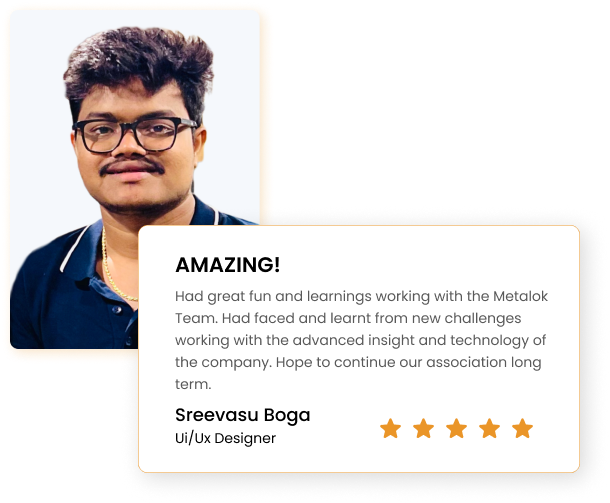 AMAZING!
Had great fun and learnings working with the Metalok
Team. Had faced and learnt from new challenges
working with the advanced insight and technology of
the company. Hope to continue our association long
term.
Sreevasu Boga
Ui/Ux Designer